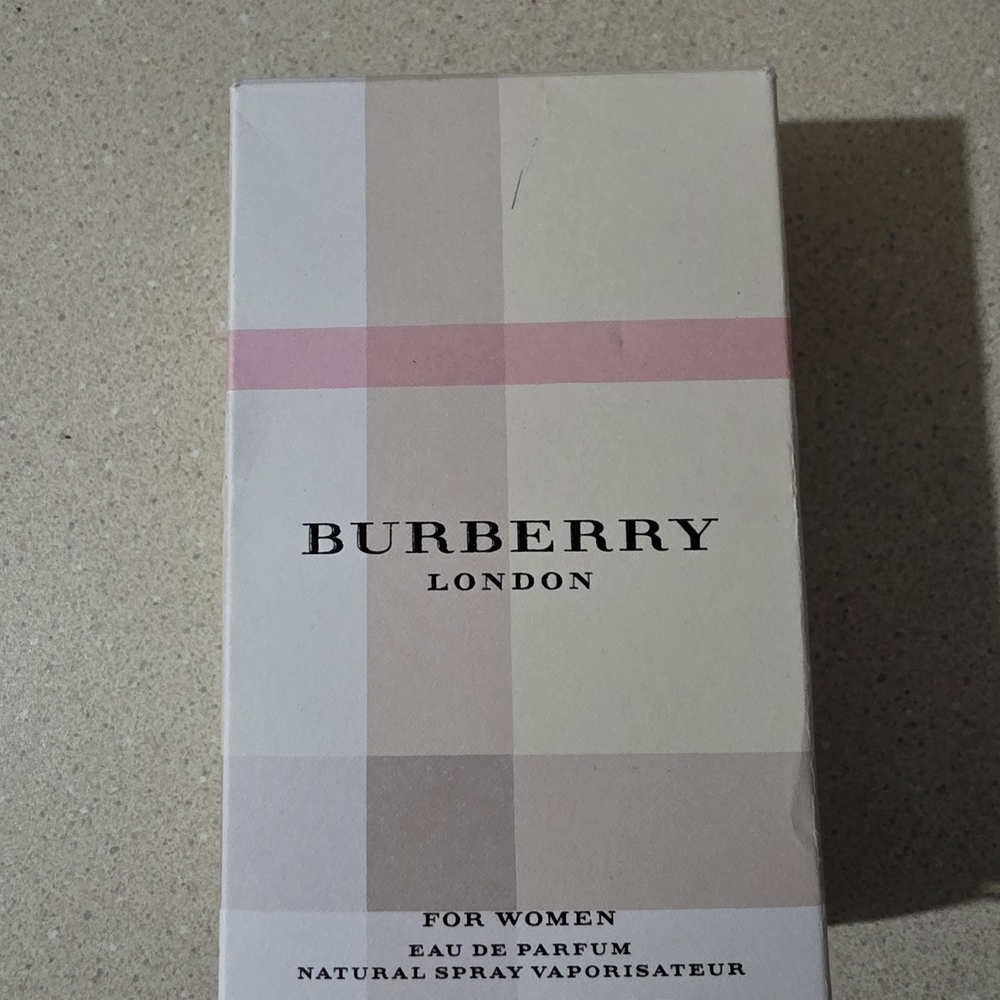 BURBERRY
LONDON
FOR WOMEN
EAU DE PARFUM
NATURAL SPRAY VAPORISATEUR